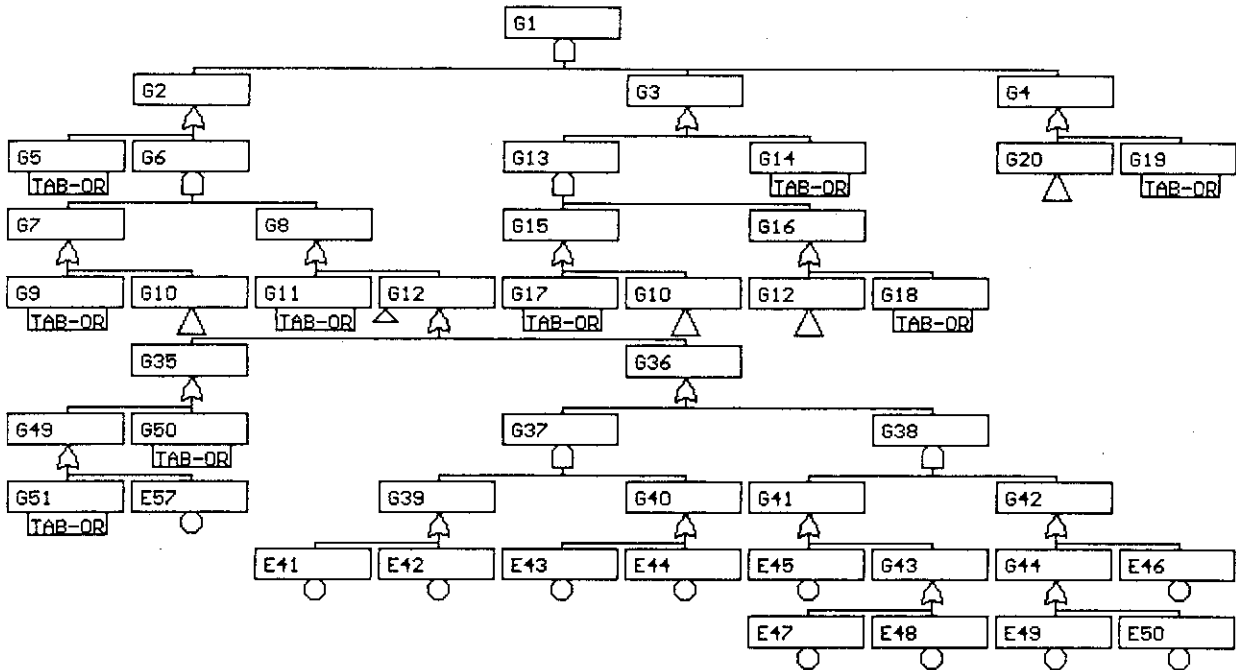 G1
G2 G3 G4
G5 G6 G13 G14 G20 G19
TAB-OR TAB-OR TAB-OR
G7 G8 G15 G16
G9 G10 G11 G12 G17 G10 G12 G18
TAB-OR TAB-OR TAB-OR TAB-OR
G35 G36
G49 G50 G37 G38
TAB-OR
G51 E57 G39 G40 G41 G42
TAB-OR
E41 E42 E43 E44 E45 G43 G44 E46
E47 E48 E49 E50